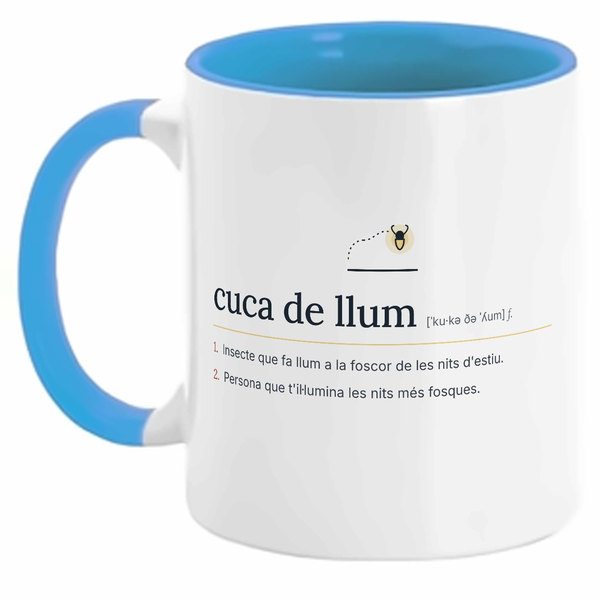 cuca de llum [ˈku·kə ðə ˈʎum] f.
1. Insecte que fa llum a la foscor de les nits d'estiu.
2. Persona que t'il·lumina les nits més fosques.